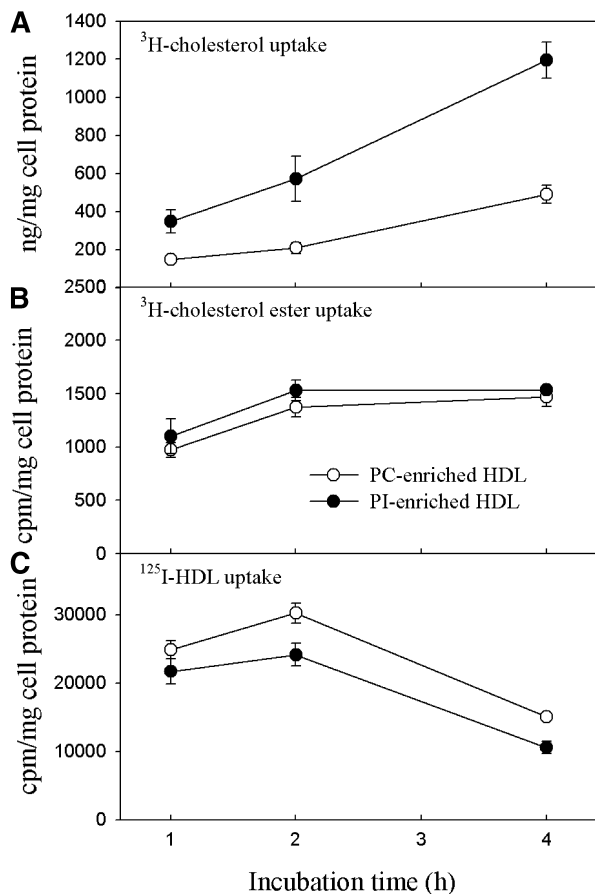 A
³H-cholesterol uptake
ng/mg cell protein
1400
1200
1000
800
600
400
200
2500
B
³H-cholesterol ester uptake
cpm/mg cell protein
2000
1500
1000
500
0
PC-enriched HDL
PI-enriched HDL
C
¹²⁵I-HDL uptake
cpm/mg cell protein
30000
20000
10000
0
1 2 3 4
Incubation time (h)